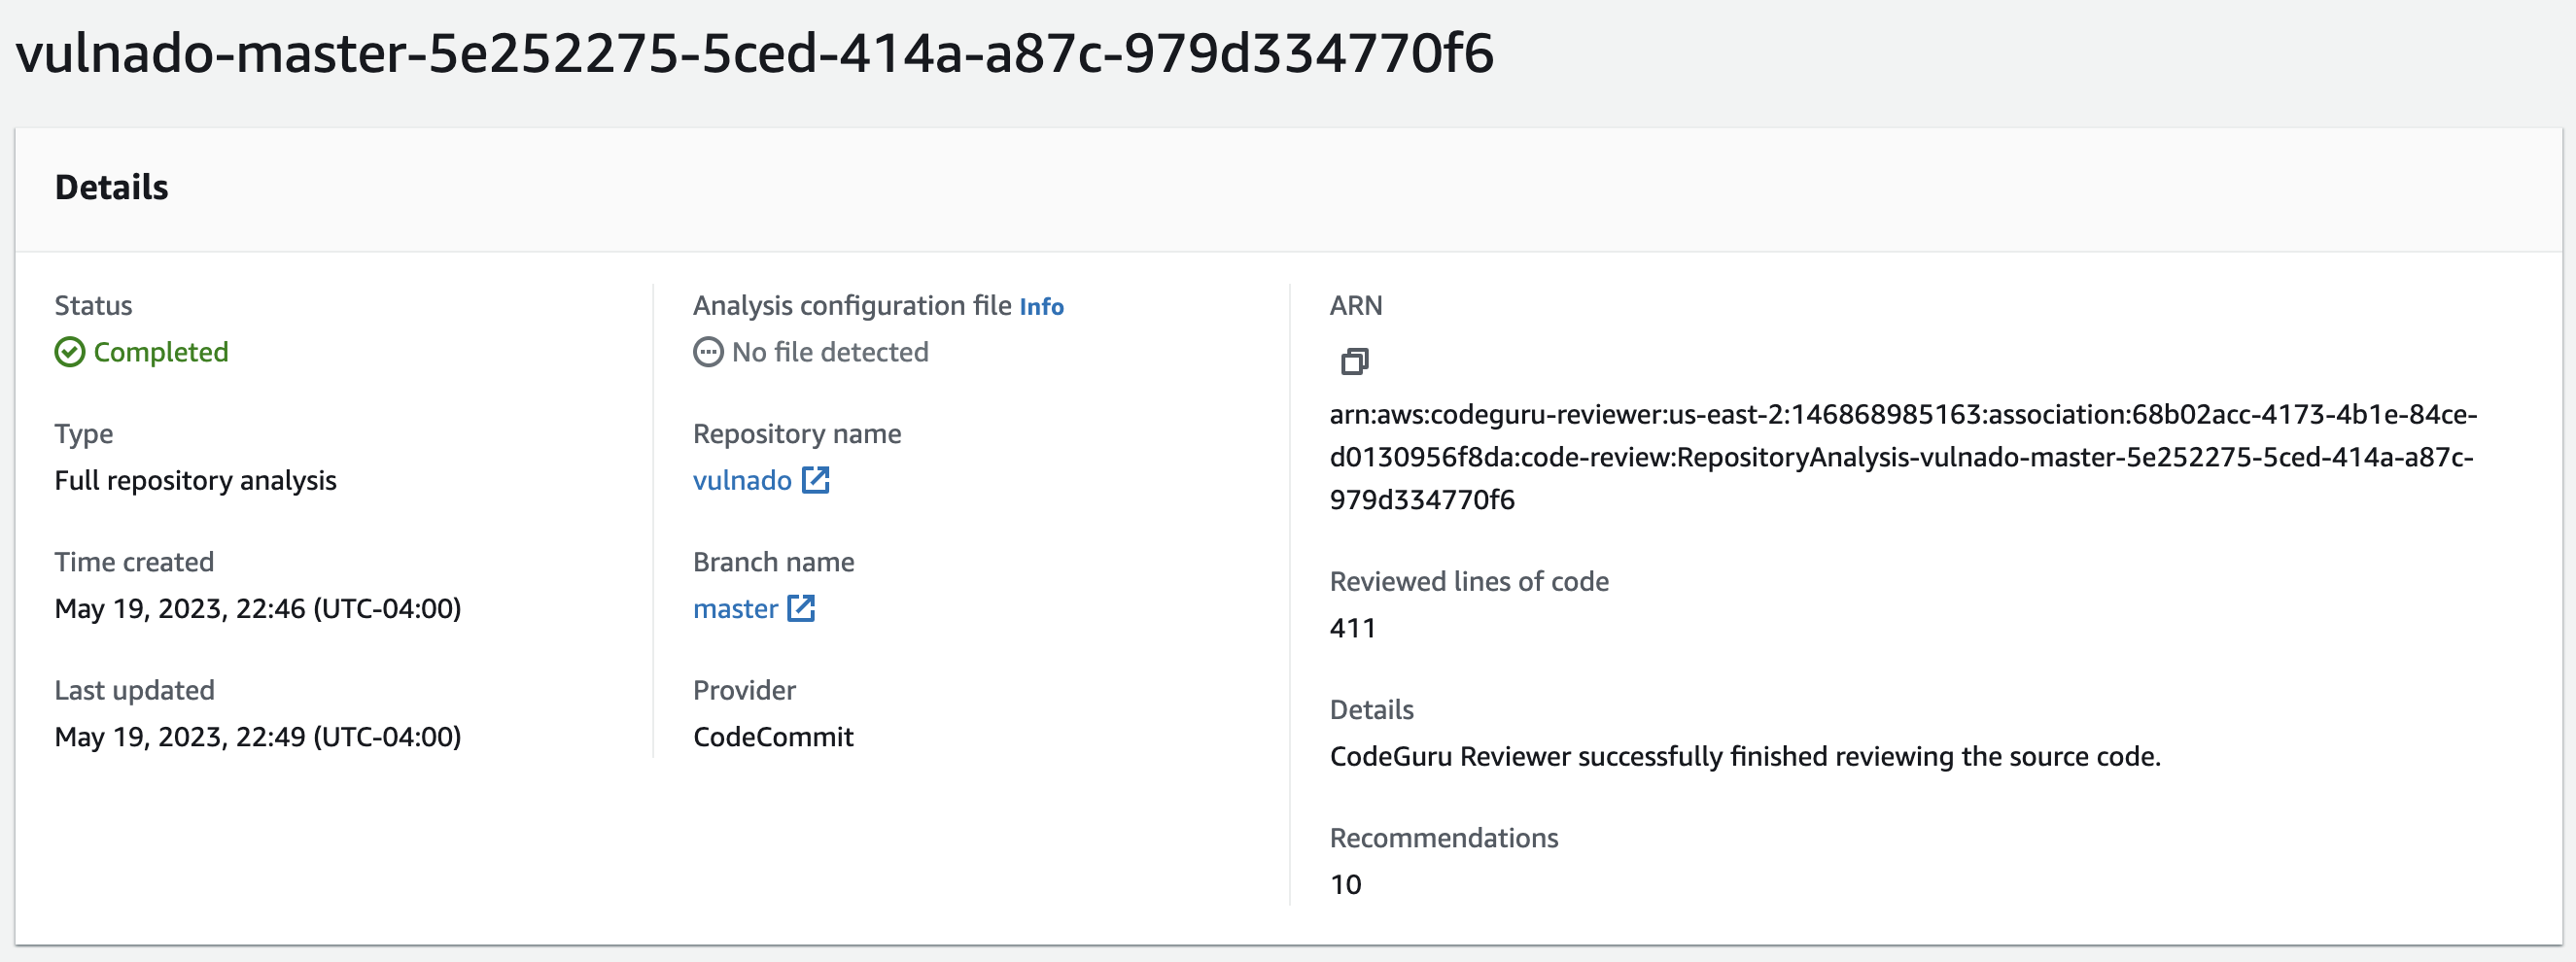 vulnado-master-5e252275-5ced-414a-a87c-979d334770f6
Details
Status
Completed
Type
Full repository analysis
Time created
May 19, 2023, 22:46 (UTC-04:00)
Last updated
May 19, 2023, 22:49 (UTC-04:00)
Analysis configuration file Info
No file detected
Repository name
vulnado
Branch name
master
Provider
CodeCommit
ARN
arn:aws:codeguru-reviewer:us-east-2:146868985163:association:68b02acc-4173-4b1e-84ce-
d0130956f8da:code-review:RepositoryAnalysis-vulnado-master-5e252275-5ced-414a-a87c-
979d334770f6
Reviewed lines of code
411
Details
CodeGuru Reviewer successfully finished reviewing the source code.
Recommendations
10